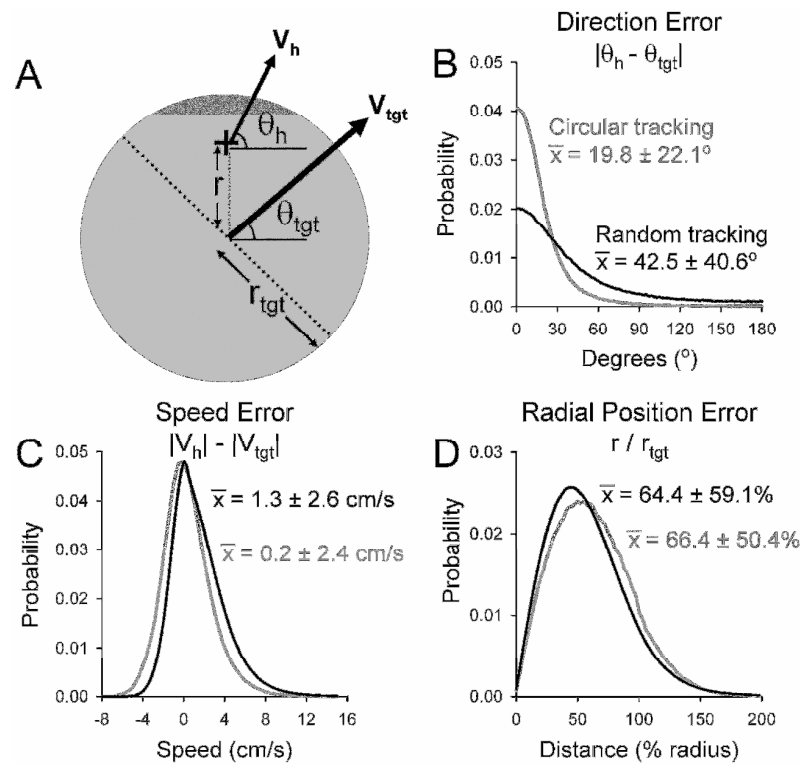 A
V_h
V_tgt
θ_h
r
θ_tgt
r_tgt
B
Direction Error
|θ_h - θ_tgt|
Probability
0.05
0.04
0.03
0.02
0.01
0.00
Circular tracking
x̄ = 19.8 ± 22.1º
Random tracking
x̄ = 42.5 ± 40.6º
0 30 60 90 120 150 180
Degrees (º)
C
Speed Error
|V_h| - |V_tgt|
Probability
0.05
0.04
0.03
0.02
0.01
0.00
x̄ = 1.3 ± 2.6 cm/s
x̄ = 0.2 ± 2.4 cm/s
-8 -4 0 4 8 12 16
Speed (cm/s)
D
Radial Position Error
r / r_tgt
Probability
0.03
0.02
0.01
0.00
x̄ = 64.4 ± 59.1%
x̄ = 66.4 ± 50.4%
0 50 100 150 200
Distance (% radius)